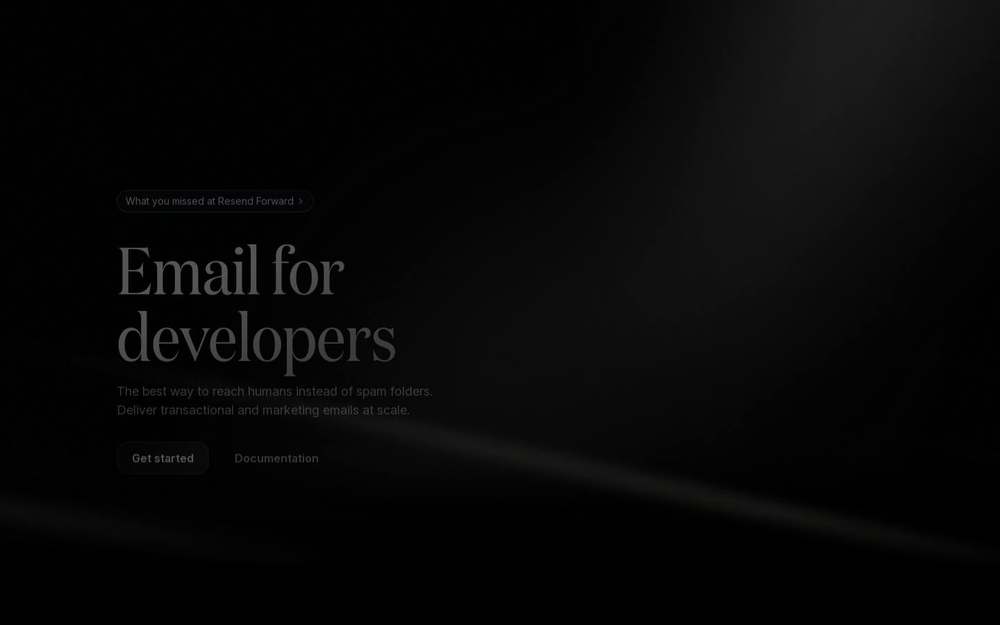 What you missed at Resend Forward
Email for
developers
The best way to reach humans instead of spam folders.
Deliver transactional and marketing emails at scale.
Get started
Documentation